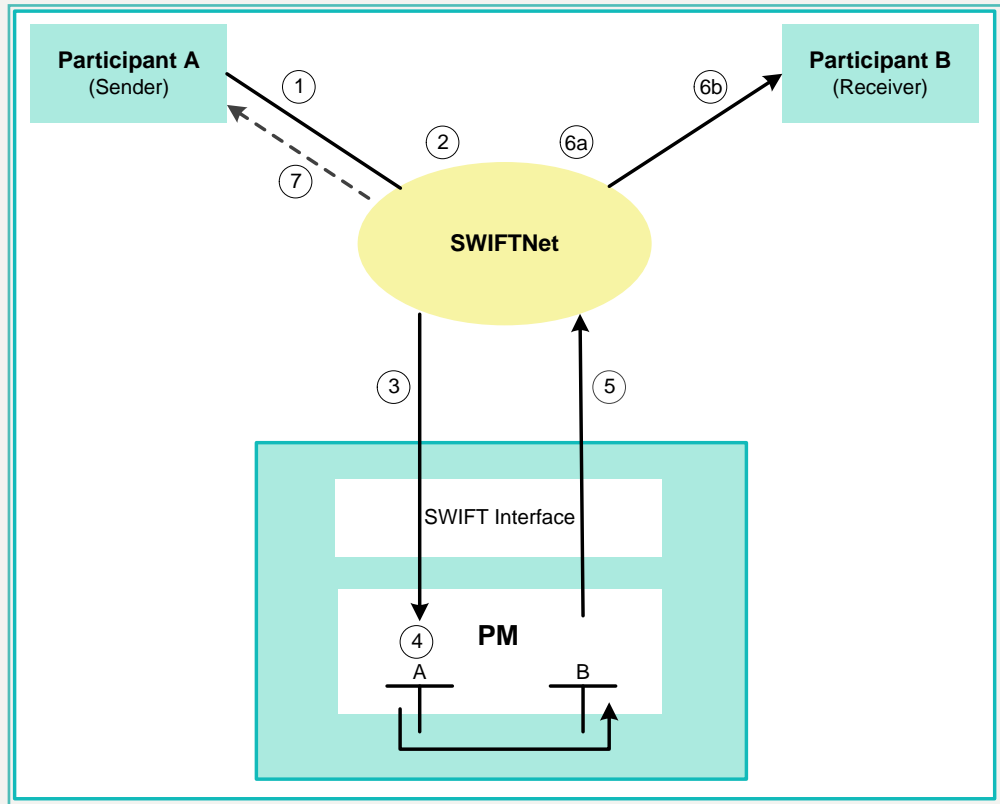 Participant A
(Sender)
Participant B
(Receiver)
1
6b
2
6a
7
SWIFTNet
3
5
SWIFT Interface
4
PM
A
B